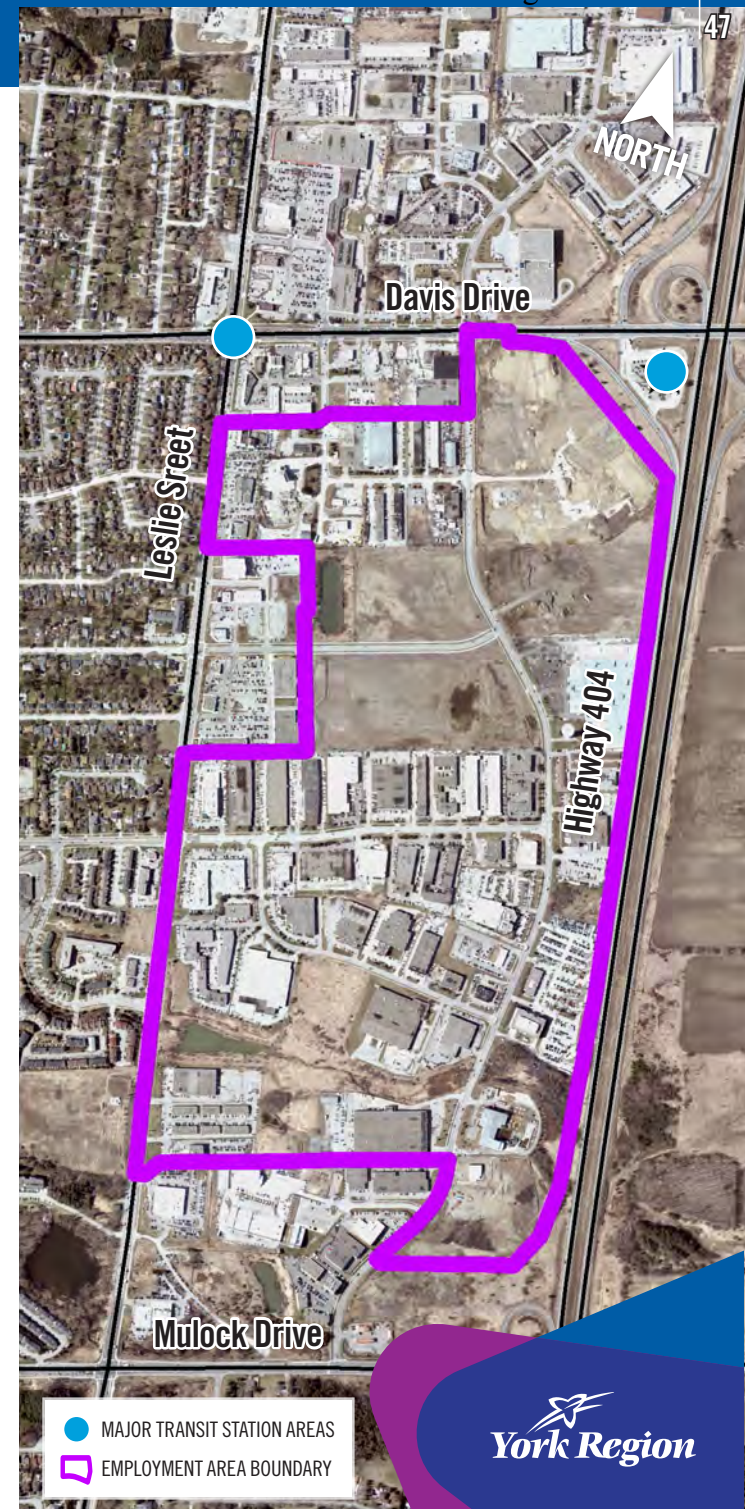 47
NORTH
Davis Drive
Leslie Sreet
Highway 404
Mulock Drive
MAJOR TRANSIT STATION AREAS
EMPLOYMENT AREA BOUNDARY
York Region